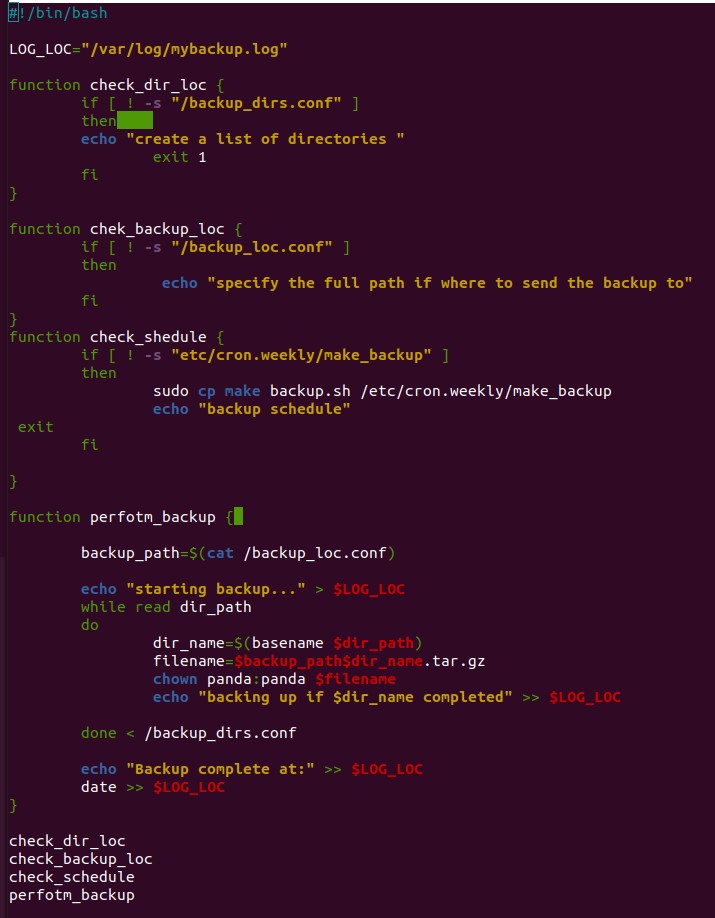 #!/bin/bash
LOG_LOC="/var/log/mybackup.log"
function check_dir_loc {
if [ ! -s "/backup_dirs.conf" ]
then
echo "create a list of directories "
exit 1
fi
}
function chek_backup_loc {
if [ ! -s "/backup_loc.conf" ]
then
echo "specify the full path if where to send the backup to"
fi
}
function check_shedule {
if [ ! -s "etc/cron.weekly/make_backup" ]
then
sudo cp make backup.sh /etc/cron.weekly/make_backup
echo "backup schedule"
exit
fi
}
function perfotm_backup {
backup_path=$(cat /backup_loc.conf)
echo "starting backup..." > $LOG_LOC
while read dir_path
do
dir_name=$(basename $dir_path)
filename=$backup_path$dir_name.tar.gz
chown panda:panda $filename
echo "backing up if $dir_name completed" >> $LOG_LOC
done < /backup_dirs.conf
echo "Backup complete at:" >> $LOG_LOC
date >> $LOG_LOC
}
check_dir_loc
check_backup_loc
check_schedule
perfotm_backup